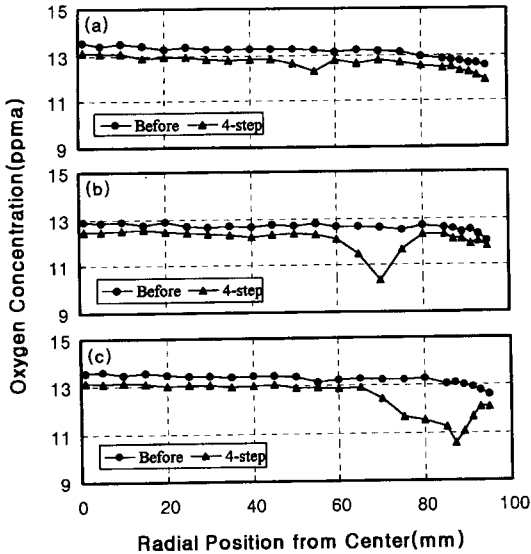 Oxygen Concentration(ppma)
15
(a)
13
11
Before
4-step
9
15
(b)
13
11
Before
4-step
9
15
(c)
13
11
Before
4-step
9
0
20
40
60
80
100
Radial Position from Center(mm)